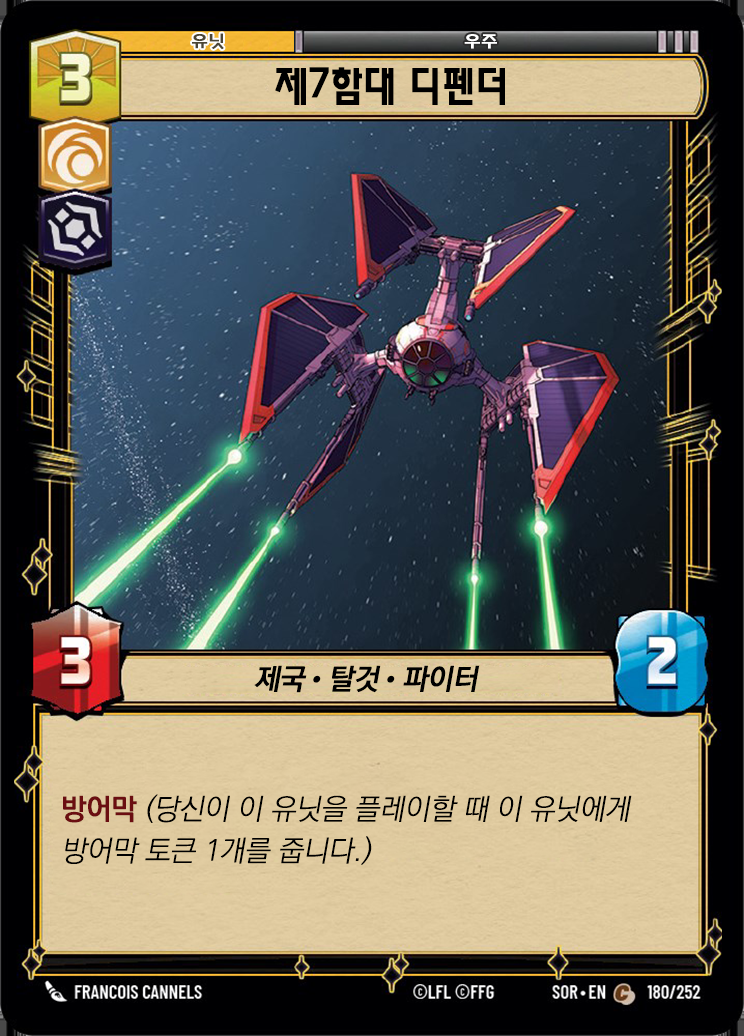 유닛
우주
3
제7함대 디펜더
3
제국 • 탈것 • 파이터
2
방어막 (당신이 이 유닛을 플레이할 때 이 유닛에게
방어막 토큰 1개를 줍니다.)
FRANCOIS CANNELS
©LFL ©FFG
SOR • EN
C
180/252